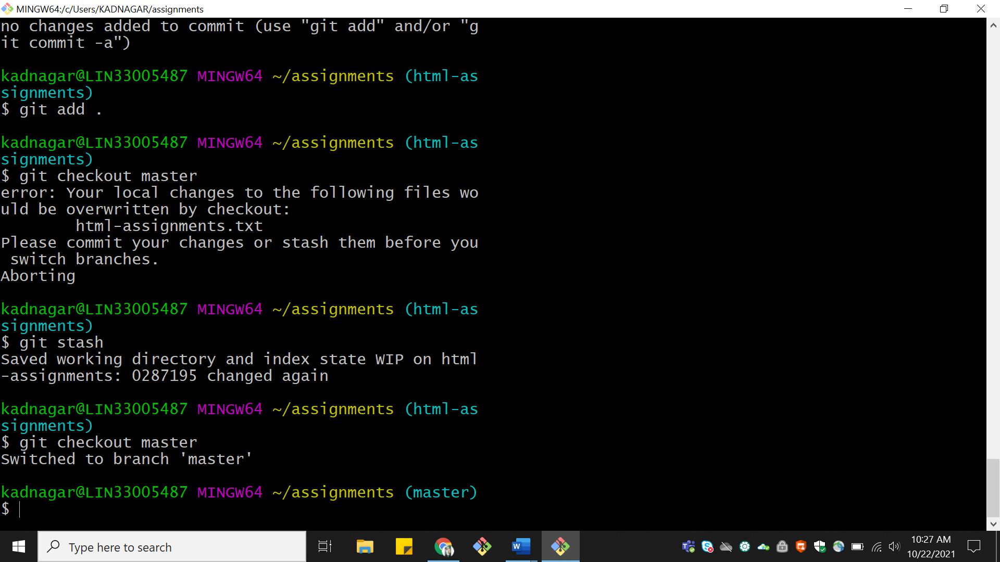 MINGW64:/c/Users/KADNAGAR/assignments
no changes added to commit (use "git add" and/or "g
it commit -a")
kadnagar@LIN33005487 MINGW64 ~/assignments (html-as
signments)
$ git add .
kadnagar@LIN33005487 MINGW64 ~/assignments (html-as
signments)
$ git checkout master
error: Your local changes to the following files wo
uld be overwritten by checkout:
        html-assignments.txt
Please commit your changes or stash them before you
 switch branches.
Aborting
kadnagar@LIN33005487 MINGW64 ~/assignments (html-as
signments)
$ git stash
Saved working directory and index state WIP on html
-assignments: 0287195 changed again
kadnagar@LIN33005487 MINGW64 ~/assignments (html-as
signments)
$ git checkout master
Switched to branch 'master'
kadnagar@LIN33005487 MINGW64 ~/assignments (master)
$
Type here to search
10:27 AM
10/22/2021